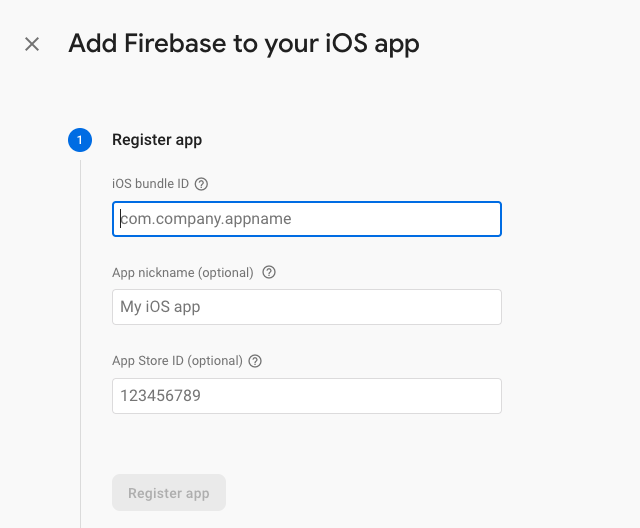 Add Firebase to your iOS app
1 Register app
iOS bundle ID
com.company.appname
App nickname (optional)
My iOS app
App Store ID (optional)
123456789
Register app